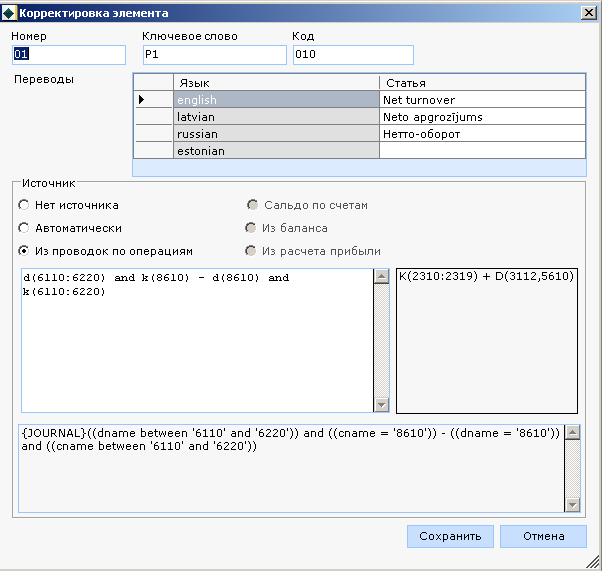 Корректировка элемента
Номер Ключевое слово Код
01 P1 010
Переводы
Язык Статья
english Net turnover
latvian Neto apgrozījums
russian Нетто-оборот
estonian
Источник
Нет источника Сальдо по счетам
Автоматически Из баланса
Из проводок по операциям Из расчета прибыли
d(6110:6220) and k(8610) - d(8610) and
k(6110:6220)
K(2310:2319) + D(3112,5610)
{JOURNAL}((dname between '6110' and '6220')) and ((cname = '8610')) - ((dname = '8610'))
and ((cname between '6110' and '6220'))
Сохранить Отмена